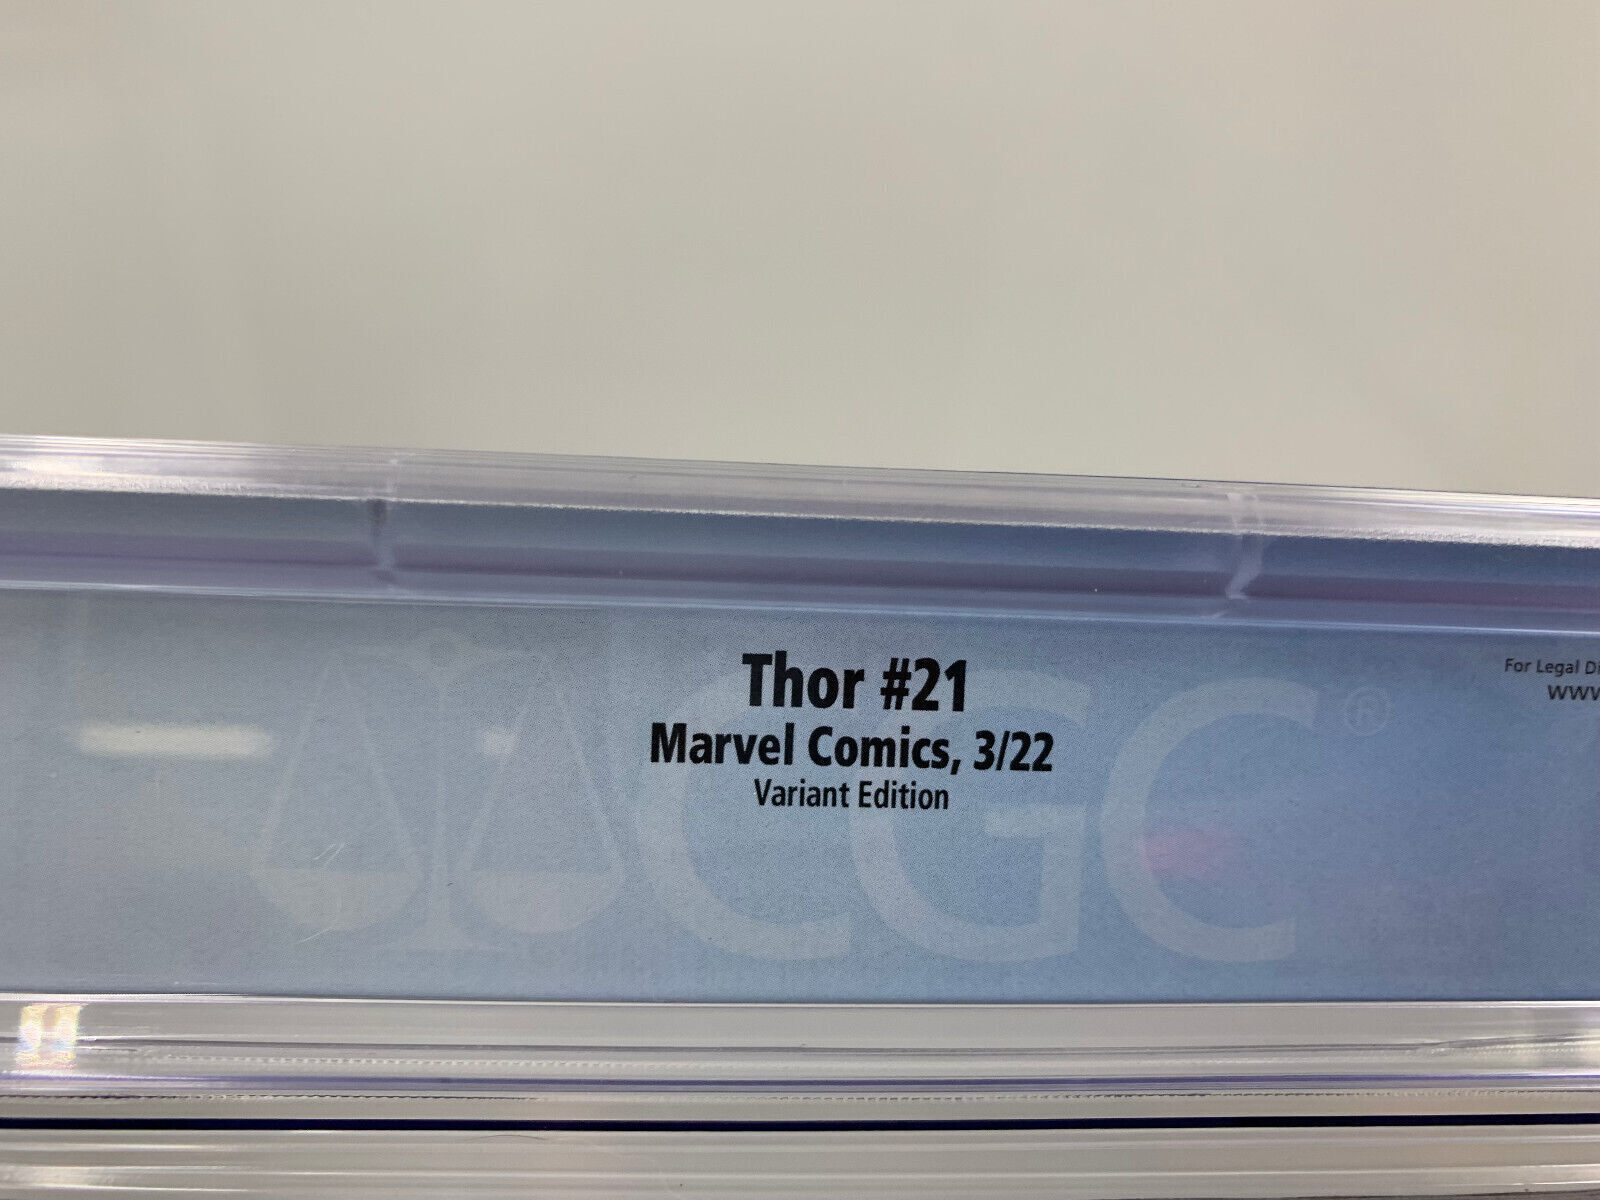 Thor #21
Marvel Comics, 3/22
Variant Edition
For Legal
CGC®